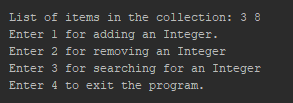 List of items in the collection: 3 8
Enter 1 for adding an Integer.
Enter 2 for removing an Integer
Enter 3 for searching for an Integer
Enter 4 to exit the program.